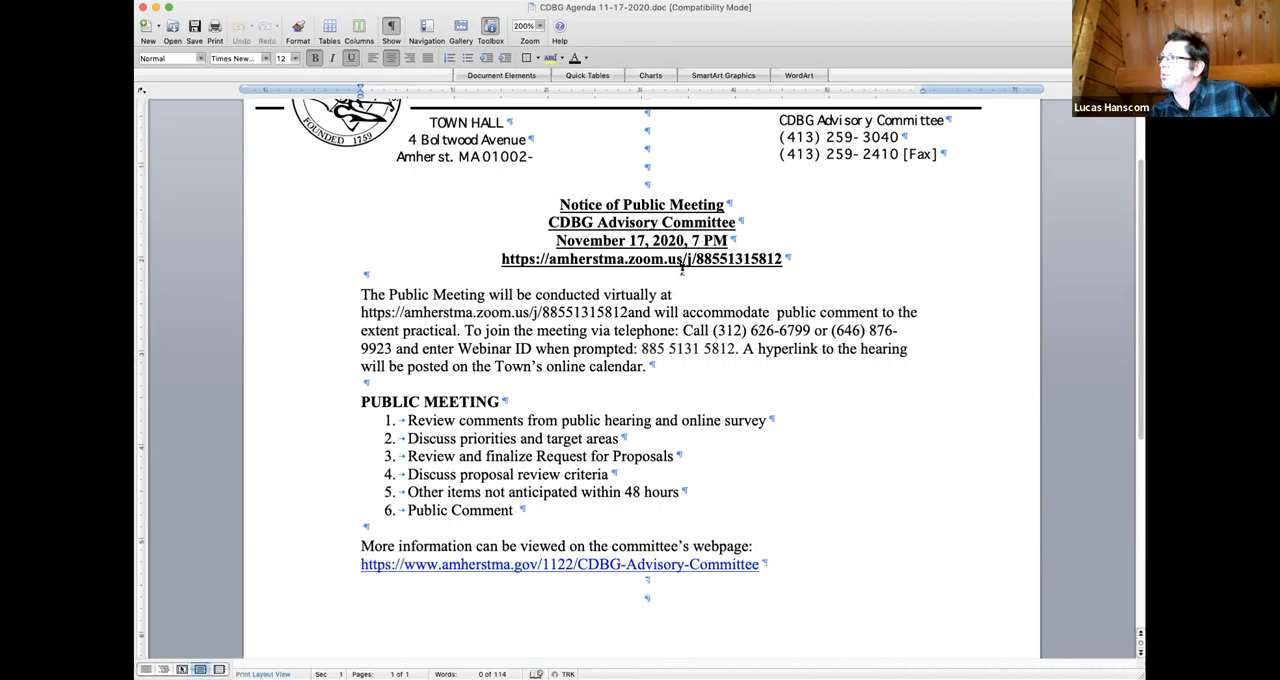 CDBG Agenda 11-17-2020.doc [Compatibility Mode]
New Open Save Print Undo Redo Format Tables Columns Show Navigation Gallery Toolbox Zoom Help
200%
Normal Times New... 12 B I U
Document Elements Quick Tables Charts SmartArt Graphics WordArt
Lucas Hanscom
FOUNDED 1759
TOWN HALL
4 Boltwood Avenue
Amherst. MA 01002-
CDBG Advisory Committee
(413) 259-3040
(413) 259-2410 [Fax]
Notice of Public Meeting
CDBG Advisory Committee
November 17, 2020, 7 PM
https://amherstma.zoom.us/j/88551315812
The Public Meeting will be conducted virtually at
https://amherstma.zoom.us/j/88551315812and will accommodate  public comment to the
extent practical. To join the meeting via telephone: Call (312) 626-6799 or (646) 876-
9923 and enter Webinar ID when prompted: 885 5131 5812. A hyperlink to the hearing
will be posted on the Town's online calendar.
PUBLIC MEETING
1. Review comments from public hearing and online survey
2. Discuss priorities and target areas
3. Review and finalize Request for Proposals
4. Discuss proposal review criteria
5. Other items not anticipated within 48 hours
6. Public Comment
More information can be viewed on the committee's webpage:
https://www.amherstma.gov/1122/CDBG-Advisory-Committee
Print Layout View Sec 1 Pages: 1 of 1 Words: 0 of 114 TRK